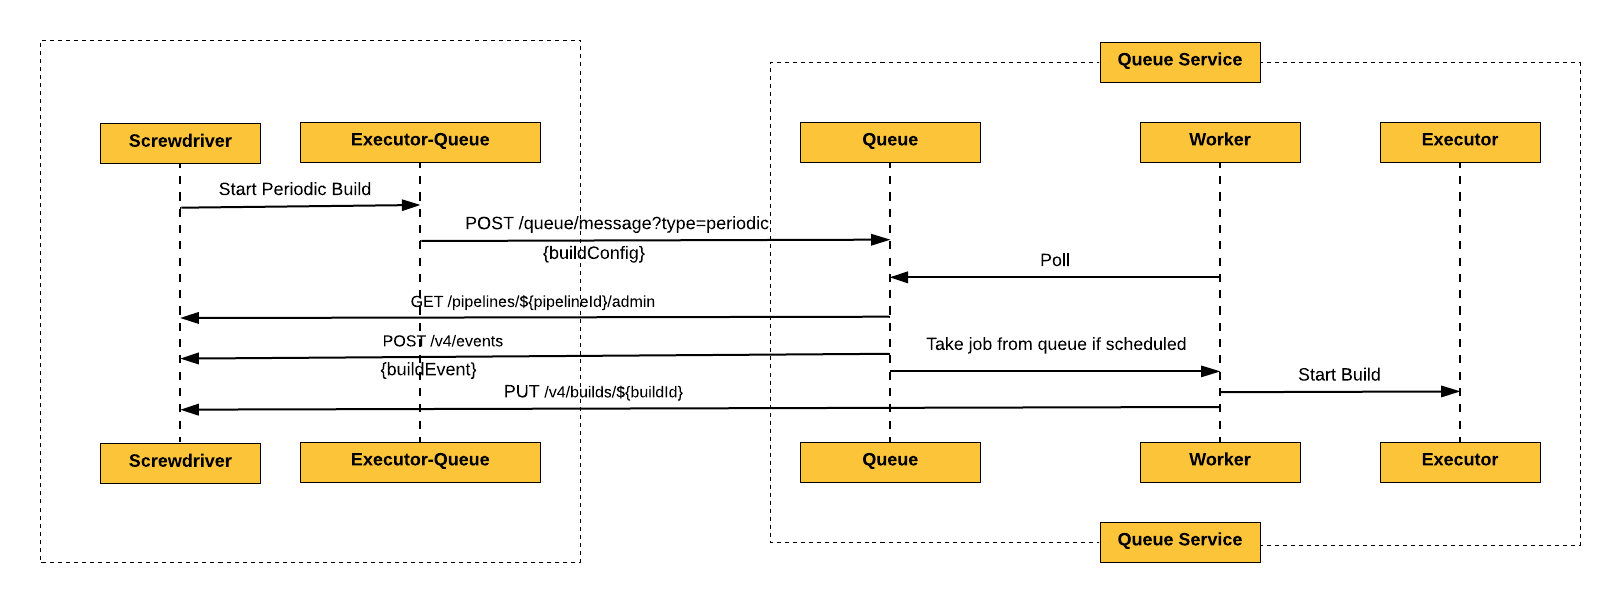 Queue Service
Screwdriver
Executor-Queue
Queue
Worker
Executor
Start Periodic Build
POST /queue/message?type=periodic
{buildConfig}
Poll
GET /pipelines/${pipelineId}/admin
POST /v4/events
{buildEvent}
Take job from queue if scheduled
Start Build
PUT /v4/builds/${buildId}
Screwdriver
Executor-Queue
Queue
Worker
Executor
Queue Service